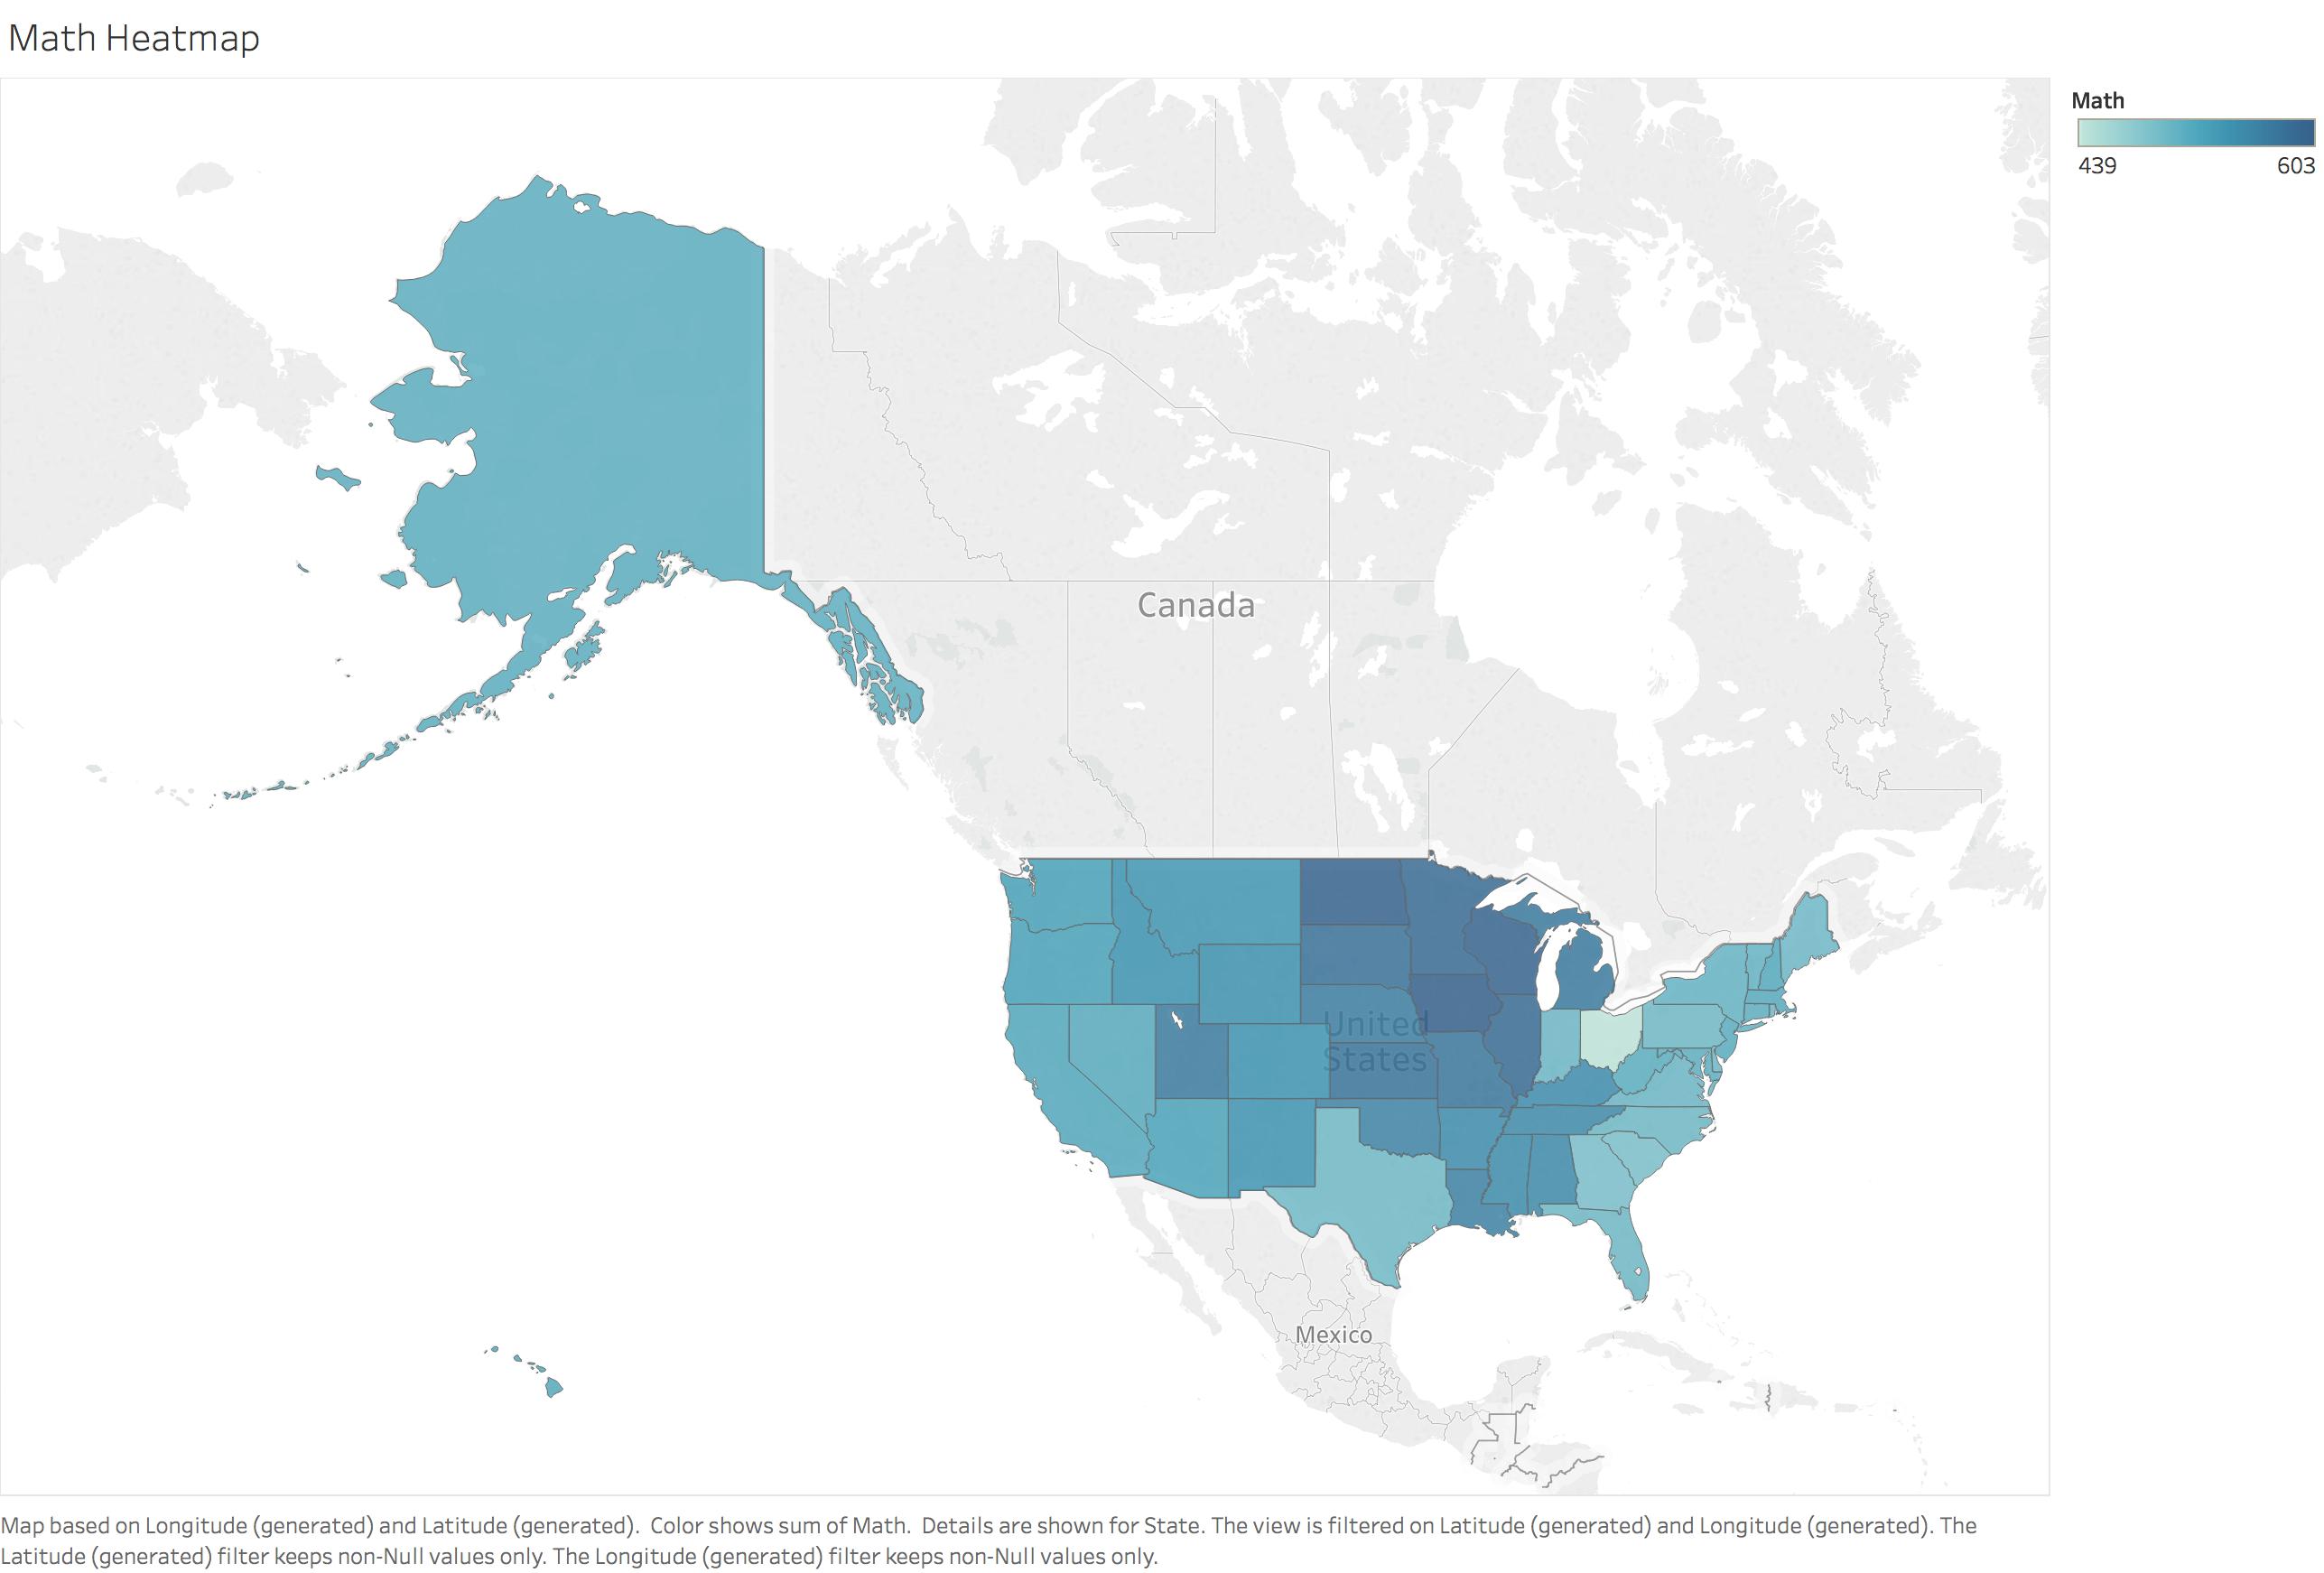 Math Heatmap
Math
439 603
Canada
United
States
Mexico
Map based on Longitude (generated) and Latitude (generated).  Color shows sum of Math.  Details are shown for State. The view is filtered on Latitude (generated) and Longitude (generated). The
Latitude (generated) filter keeps non-Null values only. The Longitude (generated) filter keeps non-Null values only.